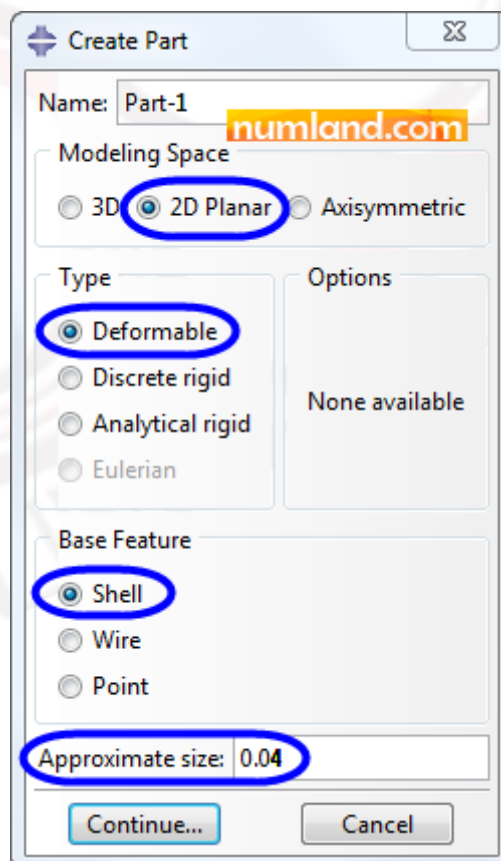 Create Part
Name: Part-1
numland.com
Modeling Space
3D 2D Planar Axisymmetric
Type Options
Deformable
Discrete rigid
None available
Analytical rigid
Eulerian
Base Feature
Shell
Wire
Point
Approximate size: 0.04
Continue... Cancel